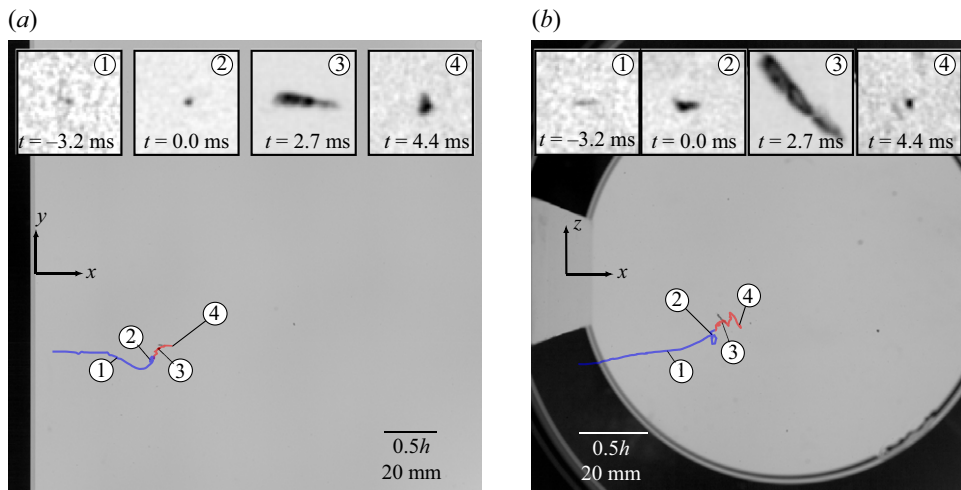 (a)
① ② ③ ④
t = –3.2 ms t = 0.0 ms t = 2.7 ms t = 4.4 ms
y
x
④
②
① ③
0.5h
20 mm
(b)
① ② ③ ④
t = –3.2 ms t = 0.0 ms t = 2.7 ms t = 4.4 ms
z
x
② ④
③
①
0.5h
20 mm